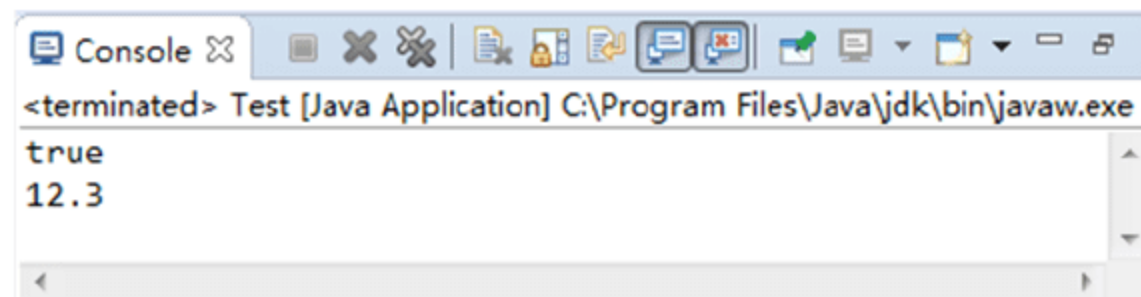 Console
<terminated> Test [Java Application] C:\Program Files\Java\jdk\bin\javaw.exe
true
12.3